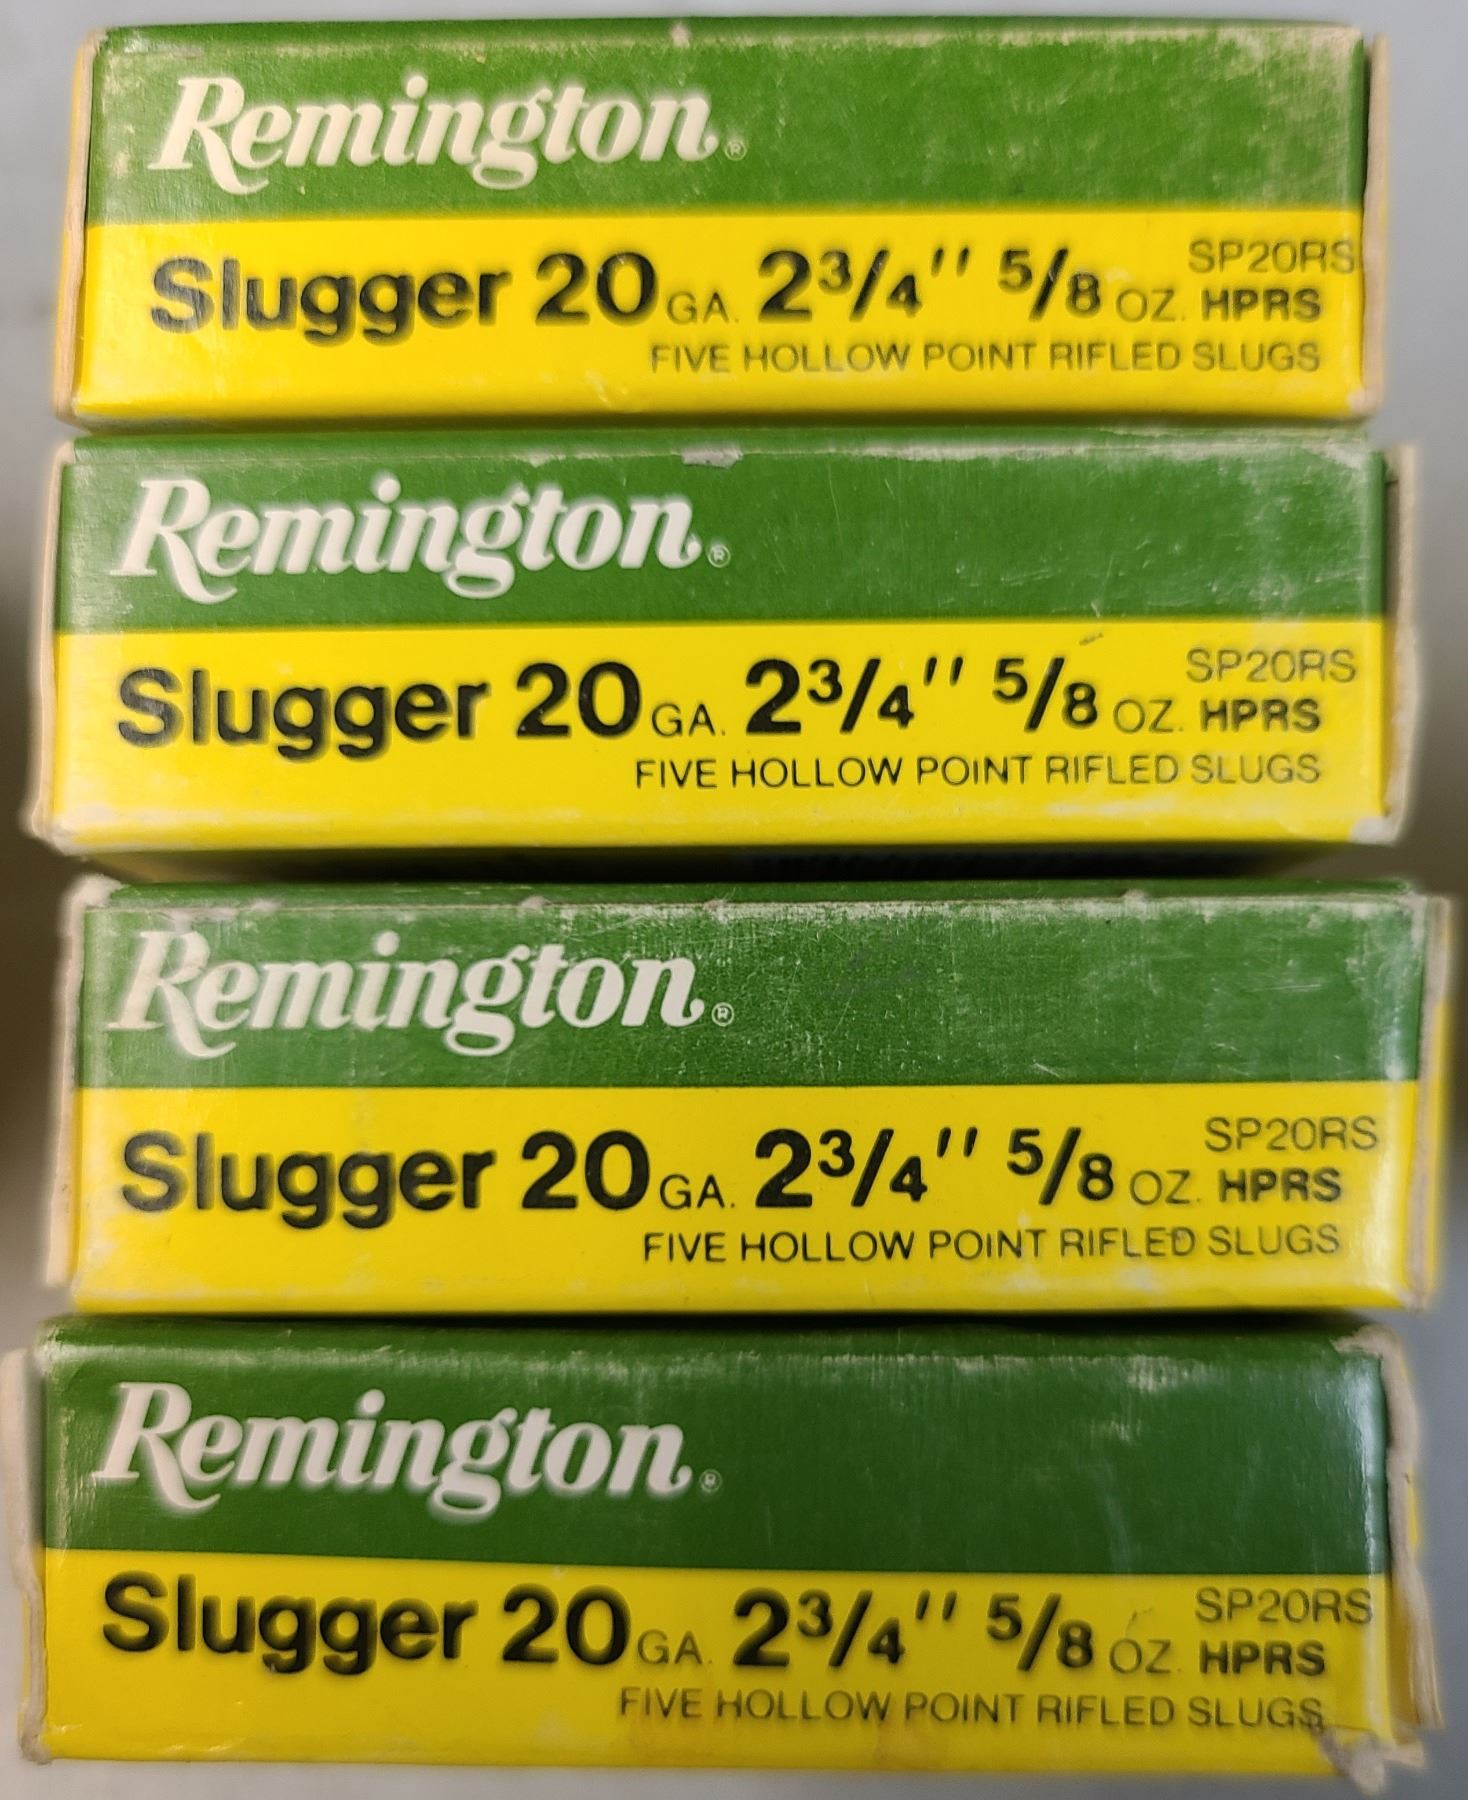 Remington®
SP20RS
Slugger 20 GA. 2 3/4" 5/8 OZ. HPRS
FIVE HOLLOW POINT RIFLED SLUGS
Remington®
SP20RS
Slugger 20 GA. 2 3/4" 5/8 OZ. HPRS
FIVE HOLLOW POINT RIFLED SLUGS
Remington®
SP20RS
Slugger 20 GA. 2 3/4" 5/8 OZ. HPRS
FIVE HOLLOW POINT RIFLED SLUGS
Remington®
SP20RS
Slugger 20 GA. 2 3/4" 5/8 OZ. HPRS
FIVE HOLLOW POINT RIFLED SLUGS